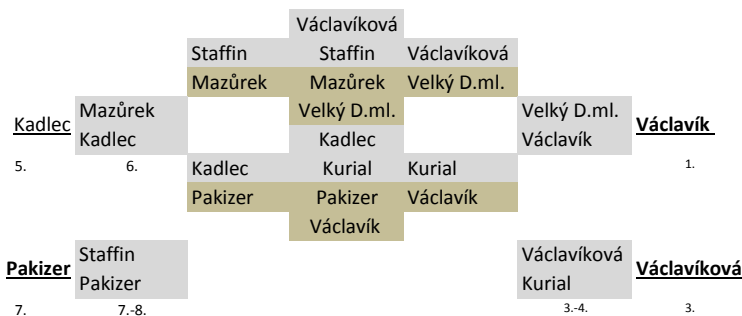 Václavíková
Staffin Staffin Václavíková
Mazůrek Mazůrek Velký D.ml.
Mazůrek Velký D.ml. Velký D.ml.
Kadlec Václavík
Kadlec Kadlec Václavík
5. 6. Kadlec Kurial Kurial 1.
Pakizer Pakizer Václavík
Václavík
Staffin Václavíková
Pakizer Václavíková
Pakizer Kurial
7. 7.-8. 3.-4. 3.